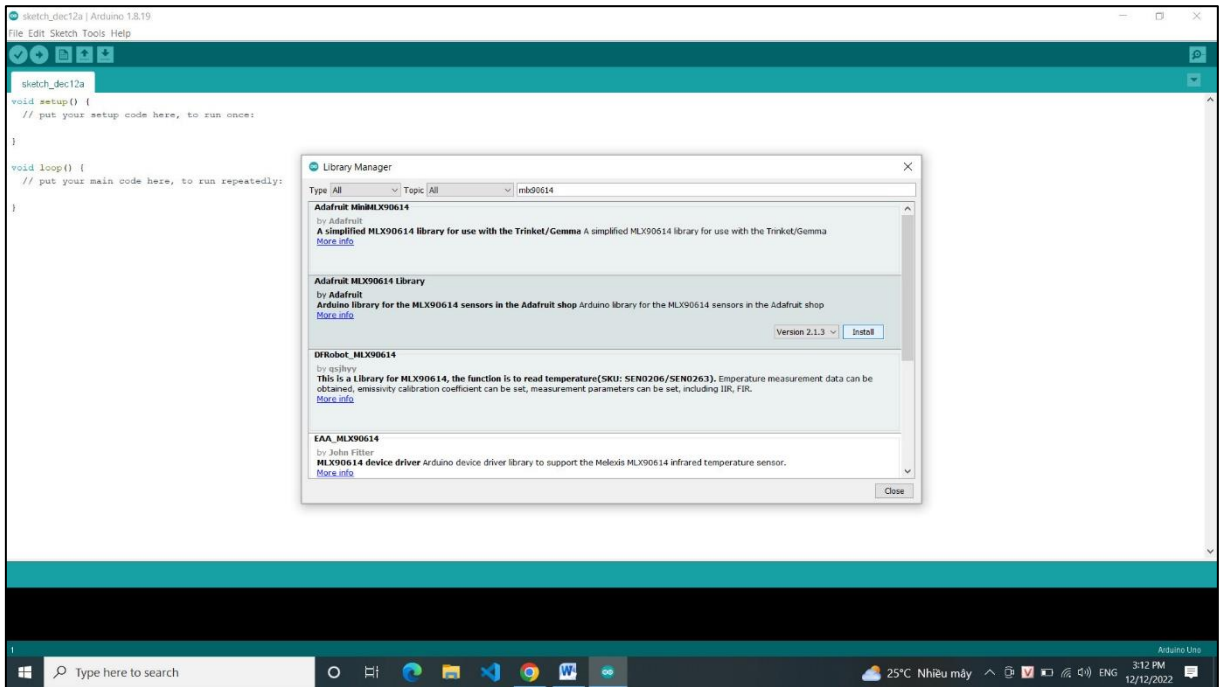 sketch_dec12a | Arduino 1.8.19
File Edit Sketch Tools Help
sketch_dec12a
void setup() {
// put your setup code here, to run once:
}
void loop() {
// put your main code here, to run repeatedly:
}
Library Manager
Type All Topic All mlx90614
Adafruit MiniMLX90614
by Adafruit
A simplified MLX90614 library for use with the Trinket/Gemma A simplified MLX90614 library for use with the Trinket/Gemma
More info
Adafruit MLX90614 Library
by Adafruit
Arduino library for the MLX90614 sensors in the Adafruit shop Arduino library for the MLX90614 sensors in the Adafruit shop
More info
Version 2.1.3 Install
DFRobot_MLX90614
by qsjhyy
This is a Library for MLX90614, the function is to read temperature(SKU: SEN0206/SEN0263). Emperature measurement data can be
obtained, emissivity calibration coefficient can be set, measurement parameters can be set, including IIR, FIR.
More info
EAA_MLX90614
by John Fitter
MLX90614 device driver Arduino device driver library to support the Melexis MLX90614 infrared temperature sensor.
More info
Close
1
Arduino Uno
Type here to search
25°C Nhiều mây
ENG
3:12 PM
12/12/2022